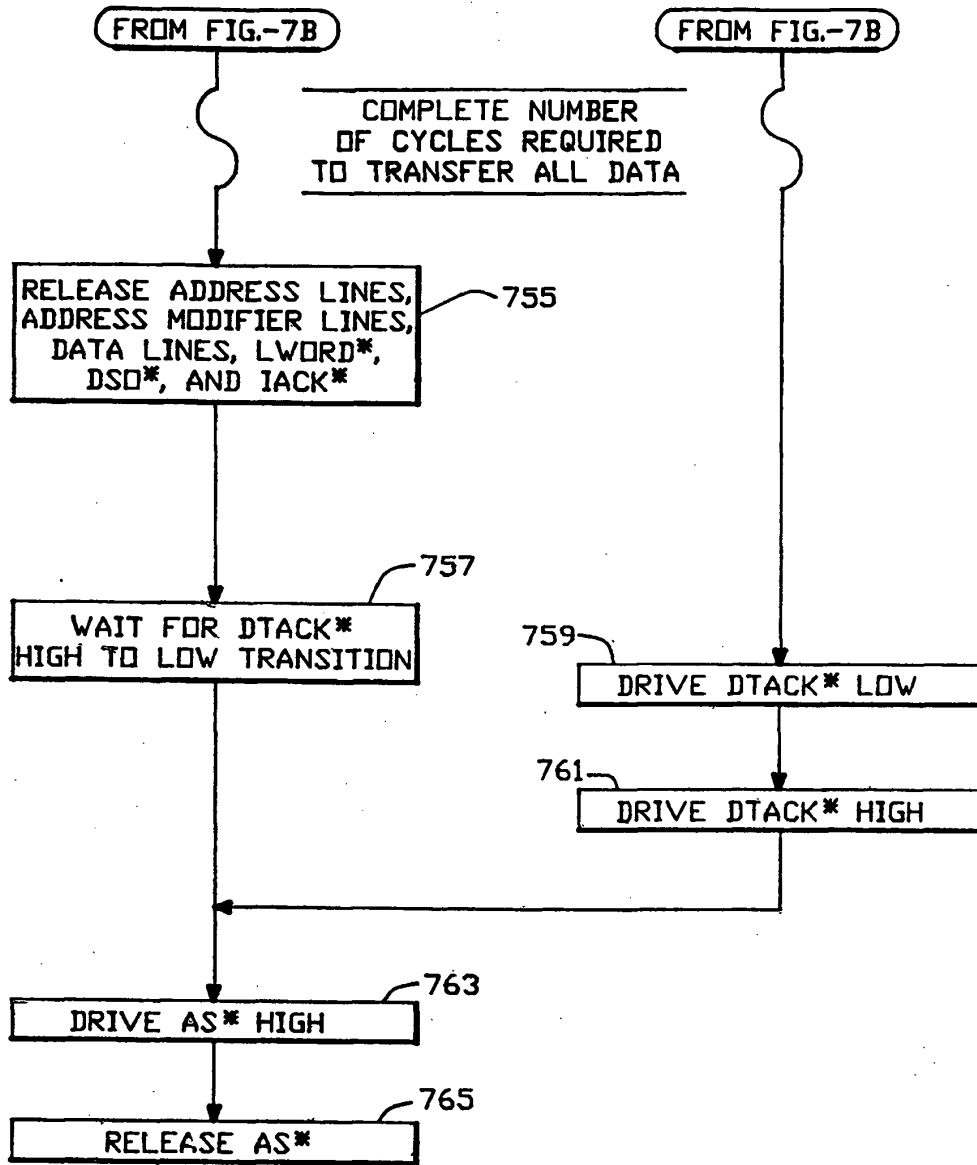 FROM FIG.-7B
FROM FIG.-7B
COMPLETE NUMBER
OF CYCLES REQUIRED
TO TRANSFER ALL DATA
RELEASE ADDRESS LINES,
ADDRESS MODIFIER LINES,
DATA LINES, LWORD*,
DS0*, AND IACK*
755
WAIT FOR DTACK*
HIGH TO LOW TRANSITION
757
759
DRIVE DTACK* LOW
761
DRIVE DTACK* HIGH
763
DRIVE AS* HIGH
765
RELEASE AS*